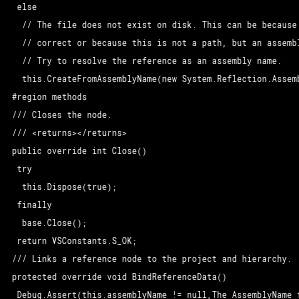 else
// The file does not exist on disk. This can be because
// correct or because this is not a path, but an
// Try to resolve the reference as an assembly name.
this.CreateFromAssemblyName(new System.Reflection.
#region methods
/// Closes the node.
/// <returns></returns>
public override int Close()
try
this.Dispose(true);
finally
base.Close();
return VSConstants.S_OK;
/// Links a reference node to the project and hierarchy.
protected override void BindReferenceData()
Debug.Assert(this.assemblyName != null,The AssemblyName